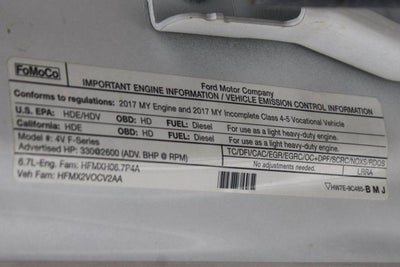 FoMoCo
Ford Motor Company
IMPORTANT ENGINE INFORMATION / VEHICLE EMISSION CONTROL INFORMATION
Conforms to regulations: 2017 MY Engine and 2017 MY Incomplete Class 4-5 Vocational Vehicle
U.S. EPA: HDE/HDV OBD: HD FUEL: Diesel For use as a light heavy-duty engine.
California: HDE OBD: HD FUEL: Diesel For use as a light heavy-duty engine.
Model #: 4V F-Series TC/DFI/CAC/EGR/EGRC/OC+DPF/SCRC/NOXS/RDQS
Advertised HP: 330@2600 (ADV. BHP @ RPM) No adjustments needed. LRSA
6.7L-Eng. Fam: HFMXH06.7P4A
Veh Fam: HFMX2VOCV2AA
HW7E-9C485- B M J